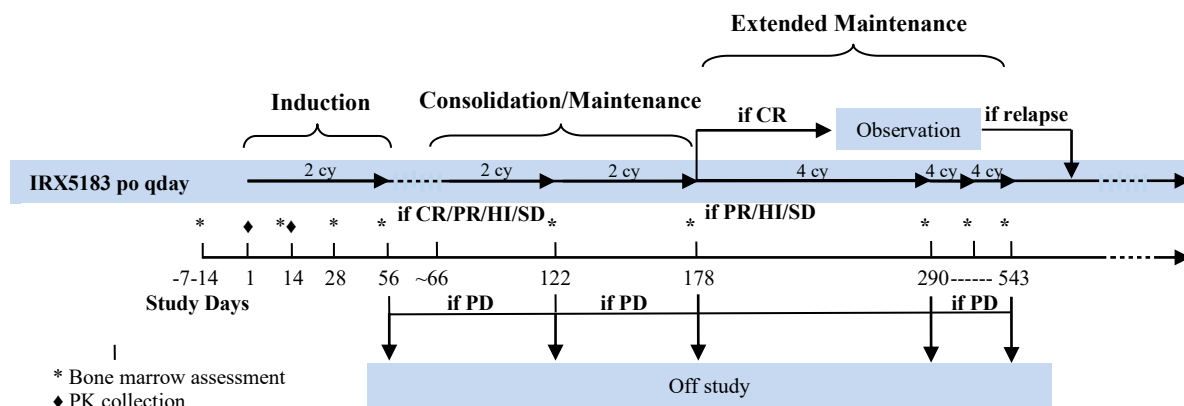 Extended Maintenance
Induction
Consolidation/Maintenance
if CR
Observation
if relapse
IRX5183 po qday
2 cy
2 cy
2 cy
4 cy
4 cy
4 cy
if CR/PR/HI/SD
if PR/HI/SD
* ♦ *♦ * * * * * * *
-7-14 1 14 28 56 ~66 122 178 290------ 543
Study Days
if PD
if PD
if PD
* Bone marrow assessment
♦ PK collection
Off study